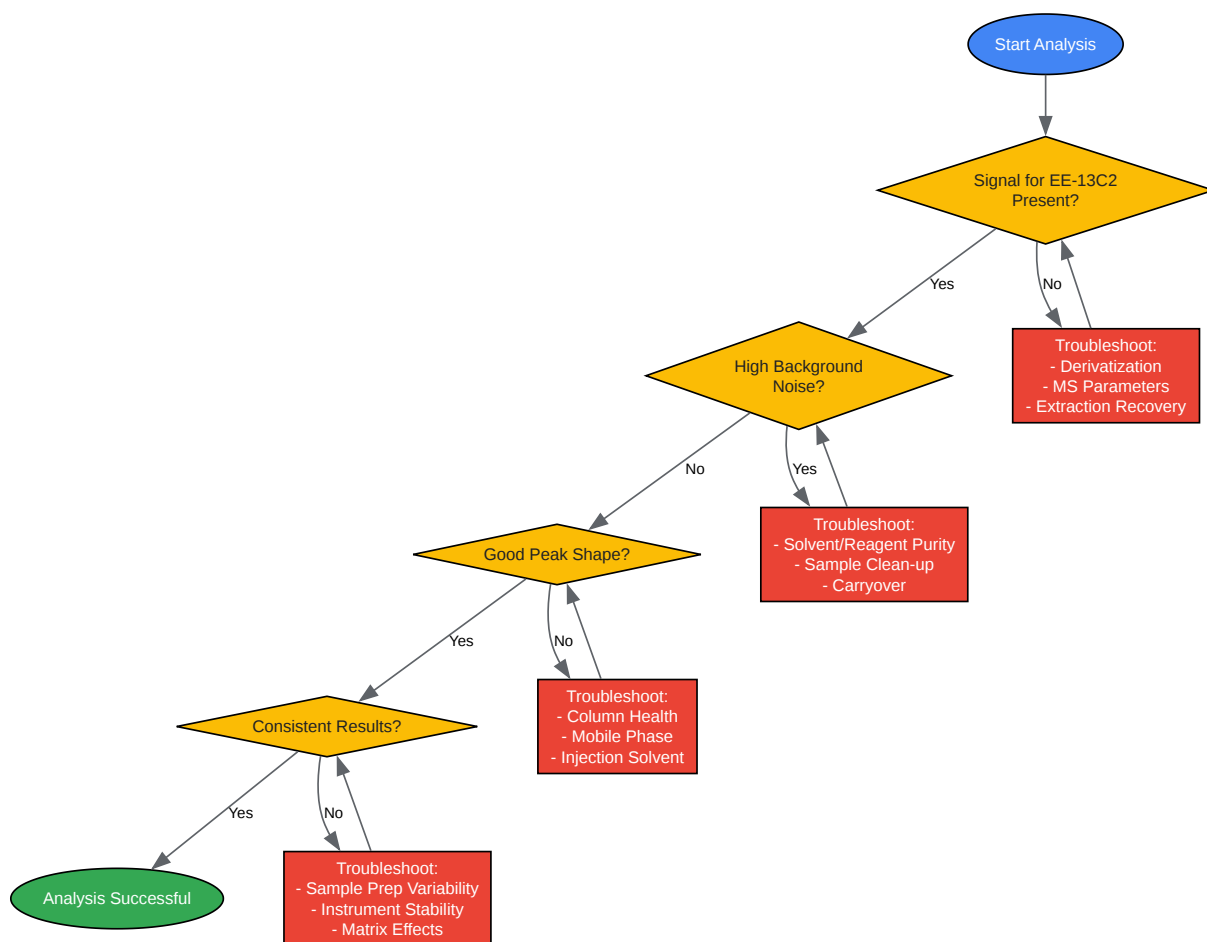 Start Analysis
Signal for EE-13C2
Present?
Yes
No
Troubleshoot:
- Derivatization
- MS Parameters
- Extraction Recovery
High Background
Noise?
No
Yes
Troubleshoot:
- Solvent/Reagent Purity
- Sample Clean-up
- Carryover
Good Peak Shape?
Yes
No
Troubleshoot:
- Column Health
- Mobile Phase
- Injection Solvent
Consistent Results?
Yes
No
Troubleshoot:
- Sample Prep Variability
- Instrument Stability
- Matrix Effects
Analysis Successful